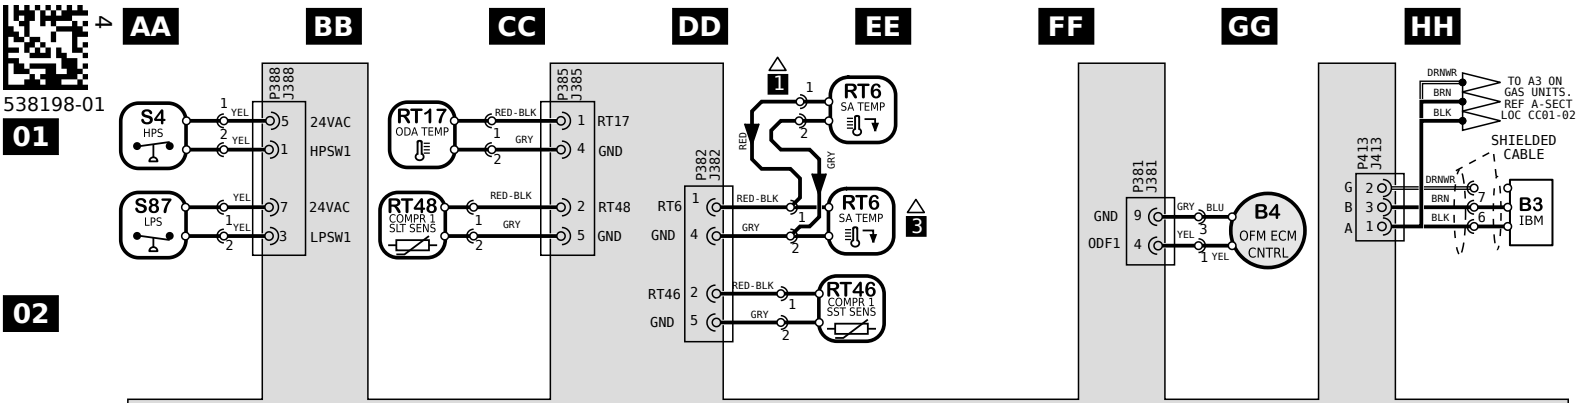 4
AA
BB
CC
DD
EE
FF
GG
HH
538198-01
01
02
S4
HPS
1
YEL
2
YEL
S87
LPS
YEL
1
YEL
2
P388
J388
5
24VAC
1
HPSW1
7
24VAC
3
LPSW1
RT17
ODA TEMP
RED-BLK
1
GRY
2
RT48
COMPR 1
SLT SENS
RED-BLK
1
GRY
2
P385
J385
1
RT17
4
GND
2
RT48
5
GND
P382
J382
RT6
1
RED-BLK
1
GND
4
GRY
2
RT46
2
RED-BLK
1
GND
5
GRY
2
1
RED
GRY
1
2
RT6
SA TEMP
RT6
SA TEMP
3
RT46
COMPR 1
SST SENS
P381
J381
GND
9
GRY
BLU
3
ODF1
4
YEL
1
YEL
B4
OFM ECM
CNTRL
DRNWR
BRN
BLK
TO A3 ON
GAS UNITS.
REF A-SECT
LOC CC01-02
SHIELDED
CABLE
P413
J413
G
2
DRNWR
B
3
BRN
7
A
1
BLK
6
B3
IBM